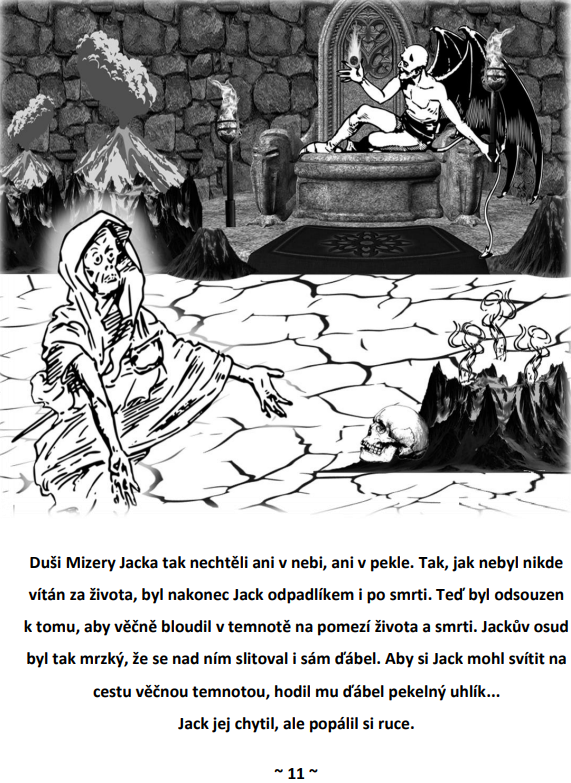 Duši Mizery Jacka tak nechtěli ani v nebi, ani v pekle. Tak, jak nebyl nikde
vítán za života, byl nakonec Jack odpadlíkem i po smrti. Teď byl odsouzen
k tomu, aby věčně bloudil v temnotě na pomezí života a smrti. Jackův osud
byl tak mrzký, že se nad ním slitoval i sám ďábel. Aby si Jack mohl svítit na
cestu věčnou temnotou, hodil mu ďábel pekelný uhlík...
Jack jej chytil, ale popálil si ruce.
~ 11 ~